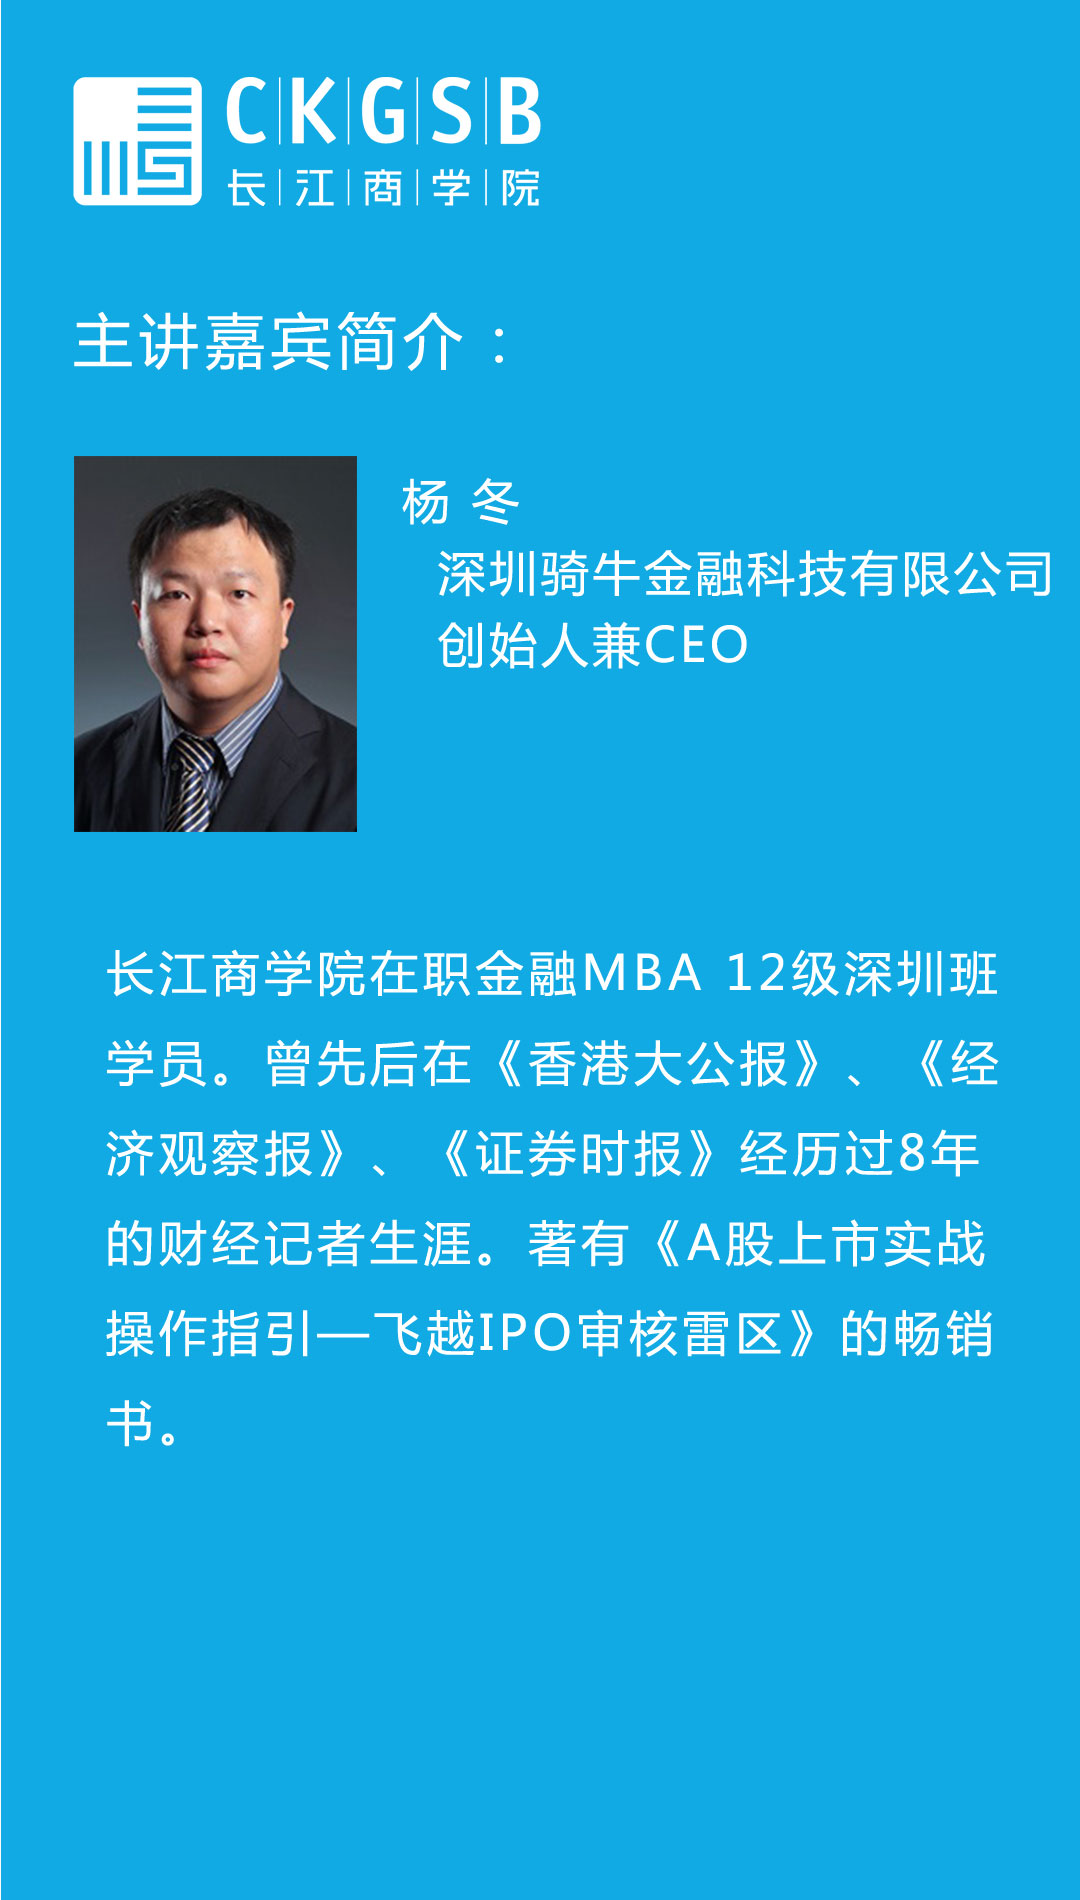 CKGSB
长江商学院
主讲嘉宾简介：
杨 冬
深圳骑牛金融科技有限公司
创始人兼CEO
长江商学院在职金融MBA 12级深圳班
学员。曾先后在《香港大公报》、《经
济观察报》、《证券时报》经历过8年
的财经记者生涯。著有《A股上市实战
操作指引—飞越IPO审核雷区》的畅销
书。